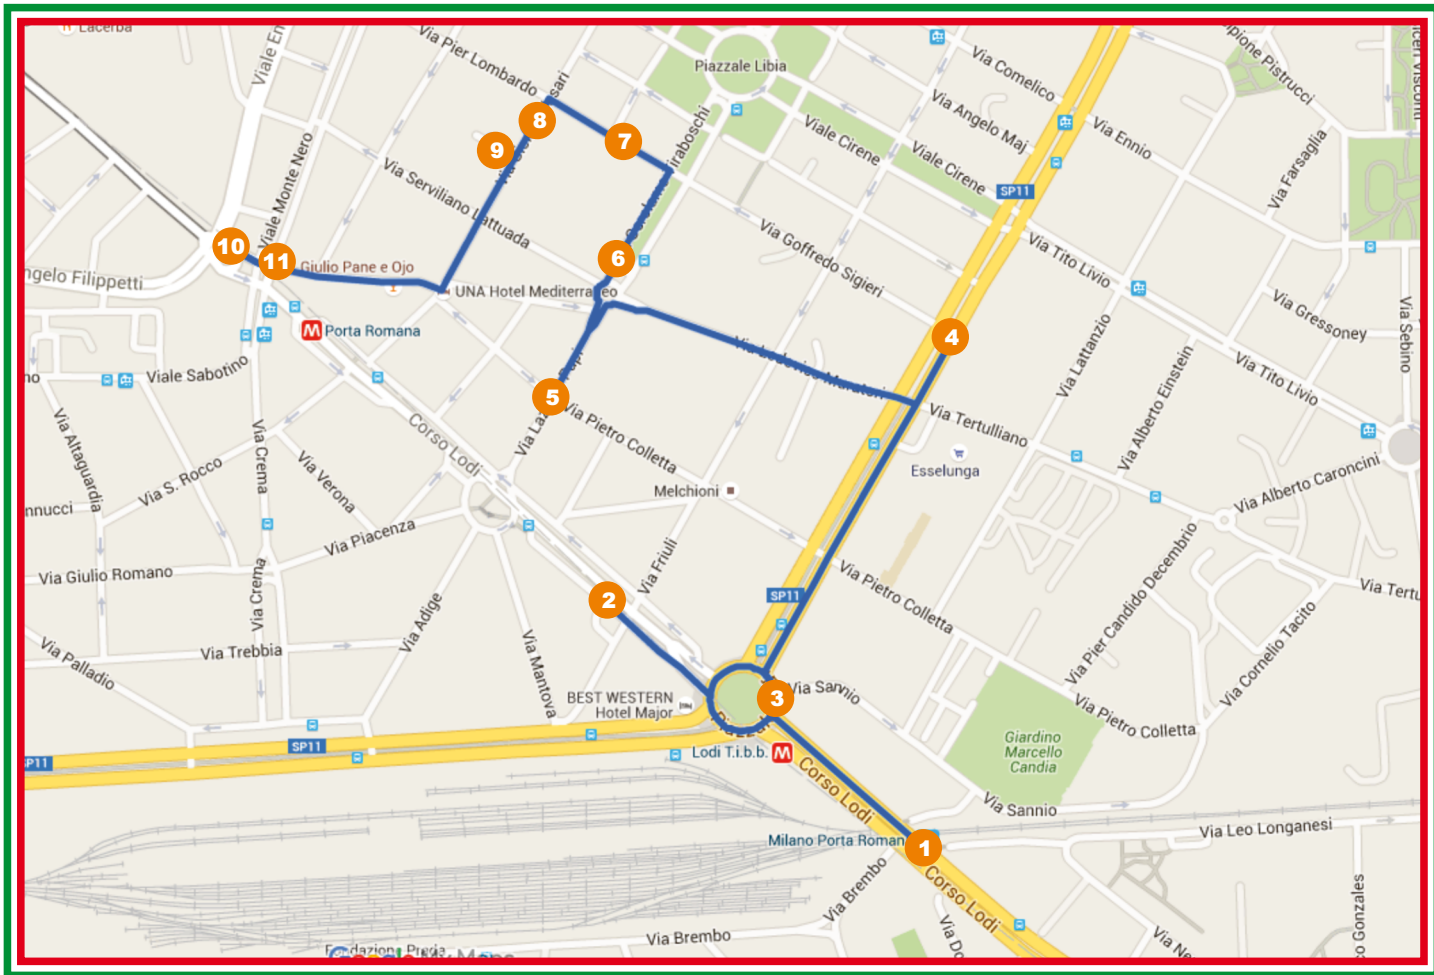 Lacerba
Via Pier Lombardo
Piazzale Libia
Via Comelico
Via Angelo Maj
Via Ennio
Viale Cirene
Viale Cirene
SP11
Via Farsaglia
8
7
9
Viale Monte Nero
Via Serviliano Lattuada
Via Goffredo Sigieri
Via Tito Livio
10
11
6
Giulio Pane e Ojo
UNA Hotel Mediterraneo
Via Gressoney
Via Sebino
Porta Romana
4
Via Lodovico Muratori
Via Lattanzio
Via Alberto Einstein
Via Tito Livio
Viale Sabotino
5
Via Pietro Colletta
Via Tertulliano
Esselunga
Via Altaguardia
Via Crema
Corso Lodi
Via S. Rocco
Via Verona
Melchioni
Via Alberto Caroncini
Via Piacenza
Via Friuli
Via Giulio Romano
Via Crema
SP11
Via Pietro Colletta
Via Pier Candido Decembrio
2
Via Adige
Via Trebbia
Via Palladio
Via Mantova
Via Cornelio Tacito
BEST WESTERN
Hotel Major
3
Via Sannio
Via Pietro Colletta
SP11
SP11
Lodi T.i.b.b.
Giardino
Marcello
Candia
Corso Lodi
Via Sannio
Milano Porta Roman
1
Via Leo Longanesi
Via Brembo
Corso Lodi
Via Brembo